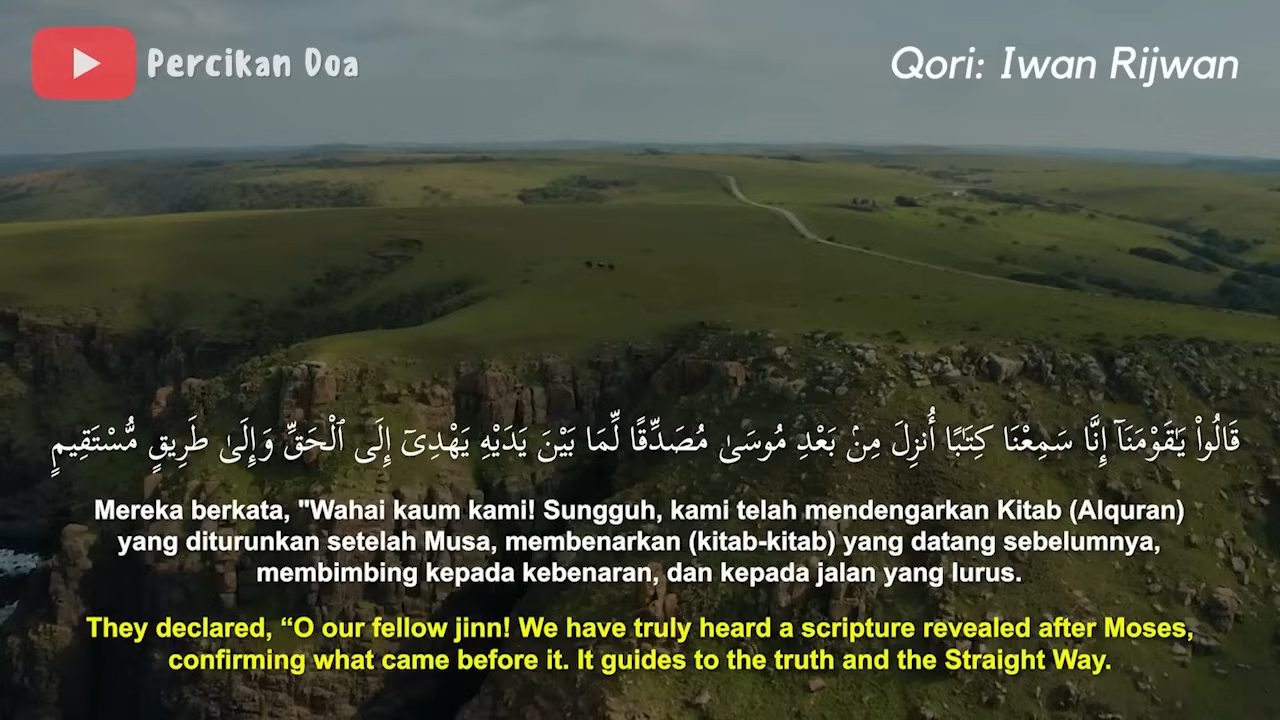 Percikan Doa
Qori: Iwan Rijwan
قَالُوا۟ يَـٰقَوْمَنَآ إِنَّا سَمِعْنَا كِتَـٰبًا أُنزِلَ مِنۢ بَعْدِ مُوسَىٰ مُصَدِّقًا لِّمَا بَيْنَ يَدَيْهِ يَهْدِىٓ إِلَى ٱلْحَقِّ وَإِلَىٰ طَرِيقٍ مُّسْتَقِيمٍ
Mereka berkata, "Wahai kaum kami! Sungguh, kami telah mendengarkan Kitab (Alquran)
yang diturunkan setelah Musa, membenarkan (kitab-kitab) yang datang sebelumnya,
membimbing kepada kebenaran, dan kepada jalan yang lurus.
They declared, “O our fellow jinn! We have truly heard a scripture revealed after Moses,
confirming what came before it. It guides to the truth and the Straight Way.